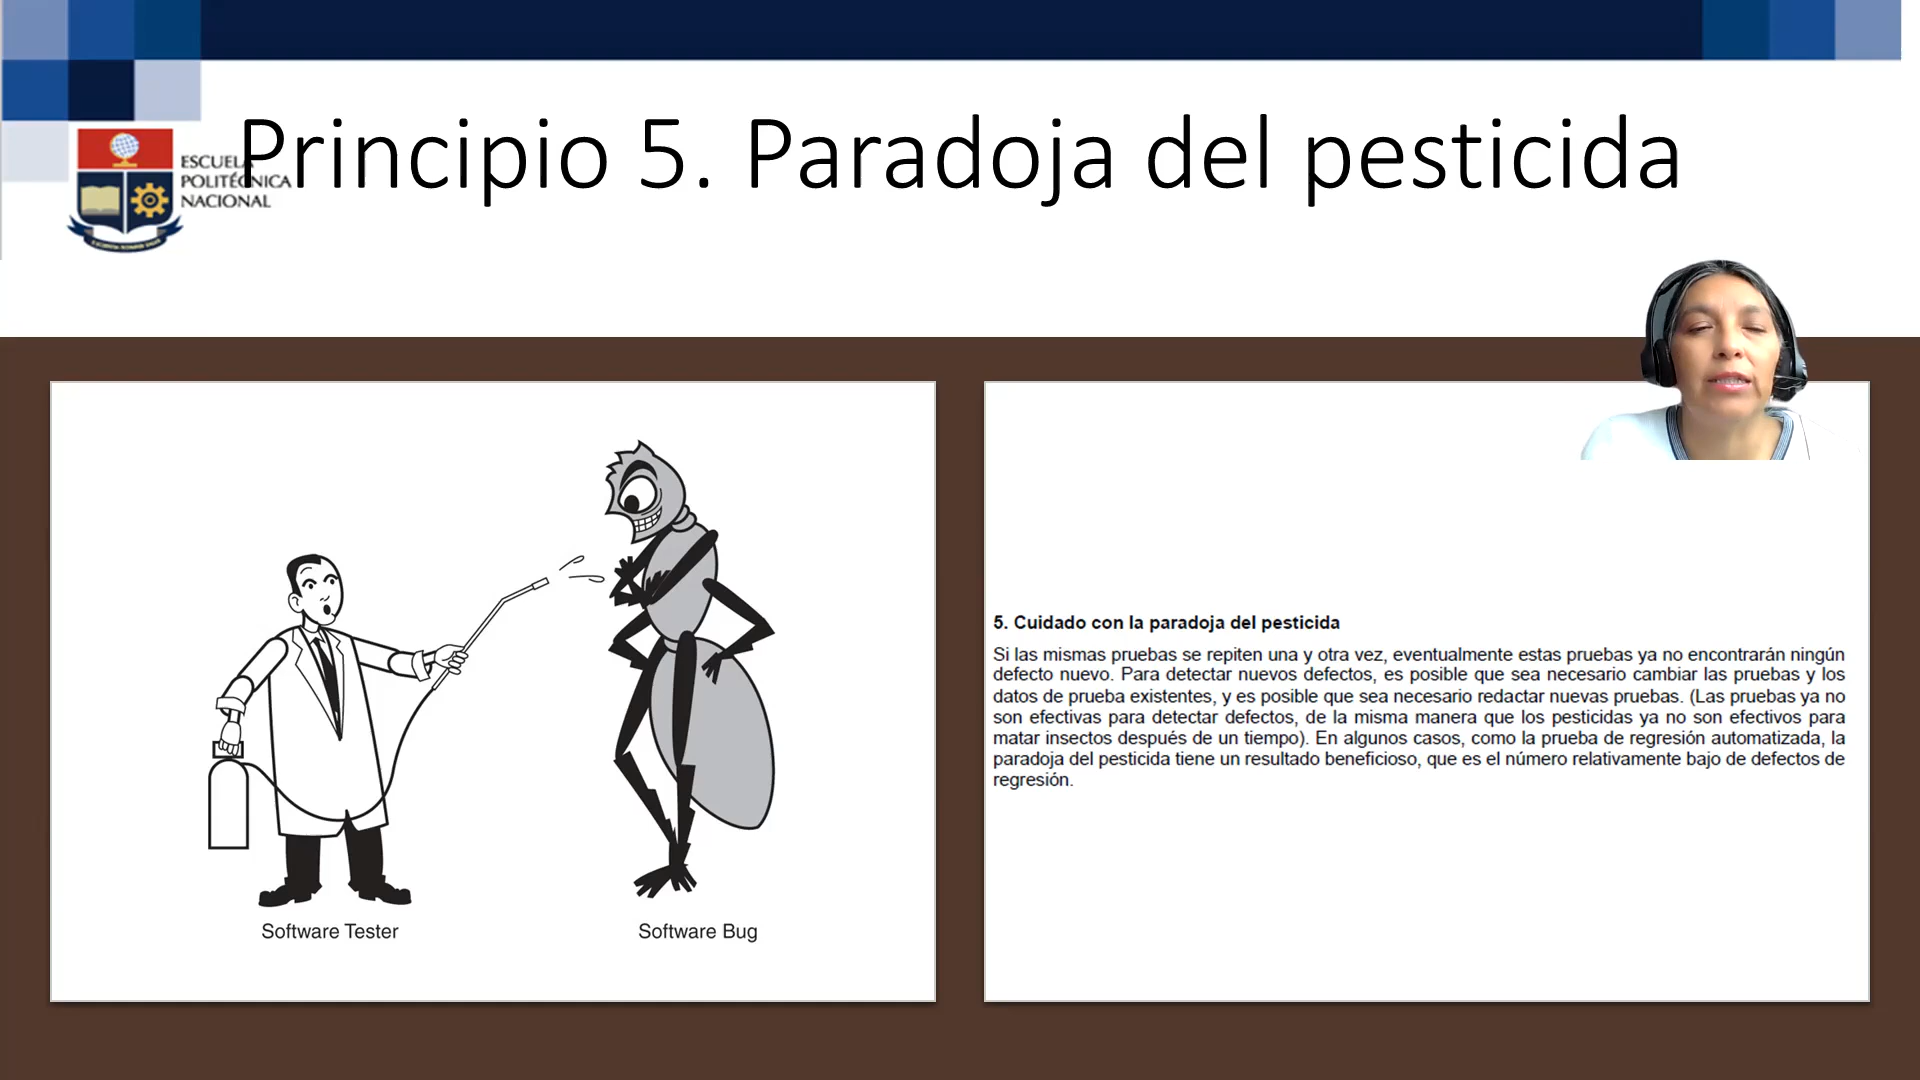 Principio 5. Paradoja del pesticida
ESCUELA
POLITÉCNICA
NACIONAL
Software Tester
Software Bug
5. Cuidado con la paradoja del pesticida
Si las mismas pruebas se repiten una y otra vez, eventualmente estas pruebas ya no encontrarán ningún
defecto nuevo. Para detectar nuevos defectos, es posible que sea necesario cambiar las pruebas y los
datos de prueba existentes, y es posible que sea necesario redactar nuevas pruebas. (Las pruebas ya no
son efectivas para detectar defectos, de la misma manera que los pesticidas ya no son efectivos para
matar insectos después de un tiempo). En algunos casos, como la prueba de regresión automatizada, la
paradoja del pesticida tiene un resultado beneficioso, que es el número relativamente bajo de defectos de
regresión.